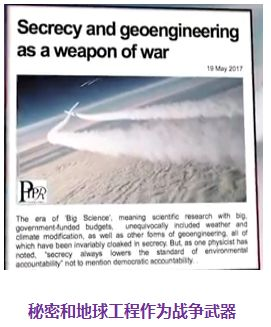 Secrecy and geoengineering
as a weapon of war
19 May 2017
The era of 'Big Science', meaning scientific research with big,
government-funded budgets, unequivocally included weather and
climate modification, as well as other forms of geoengineering, all of
which have been invariably cloaked in secrecy. But, as one physicist has
noted, "secrecy always lowers the standard of environmental
accountability" not to mention democratic accountability.
秘密和地球工程作为战争武器